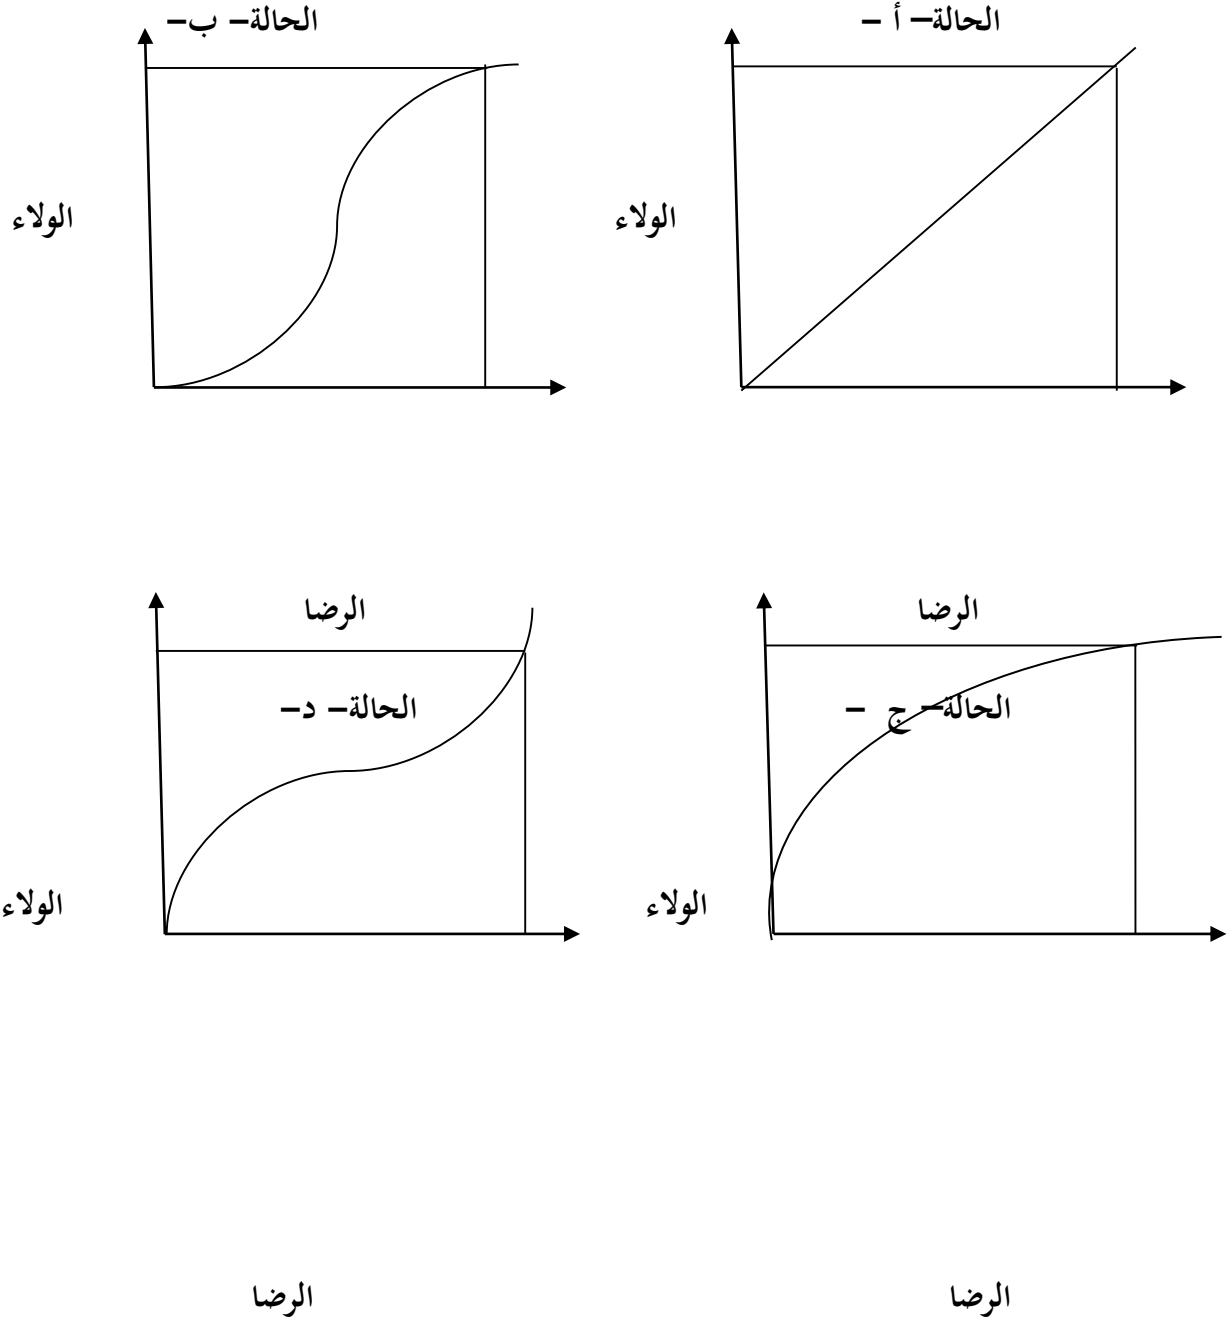 الحالة– أ –
الحالة– ب–
الولاء
الولاء
الرضا
الرضا
الحالة– ج –
الحالة– د–
الولاء
الولاء
الرضا
الرضا